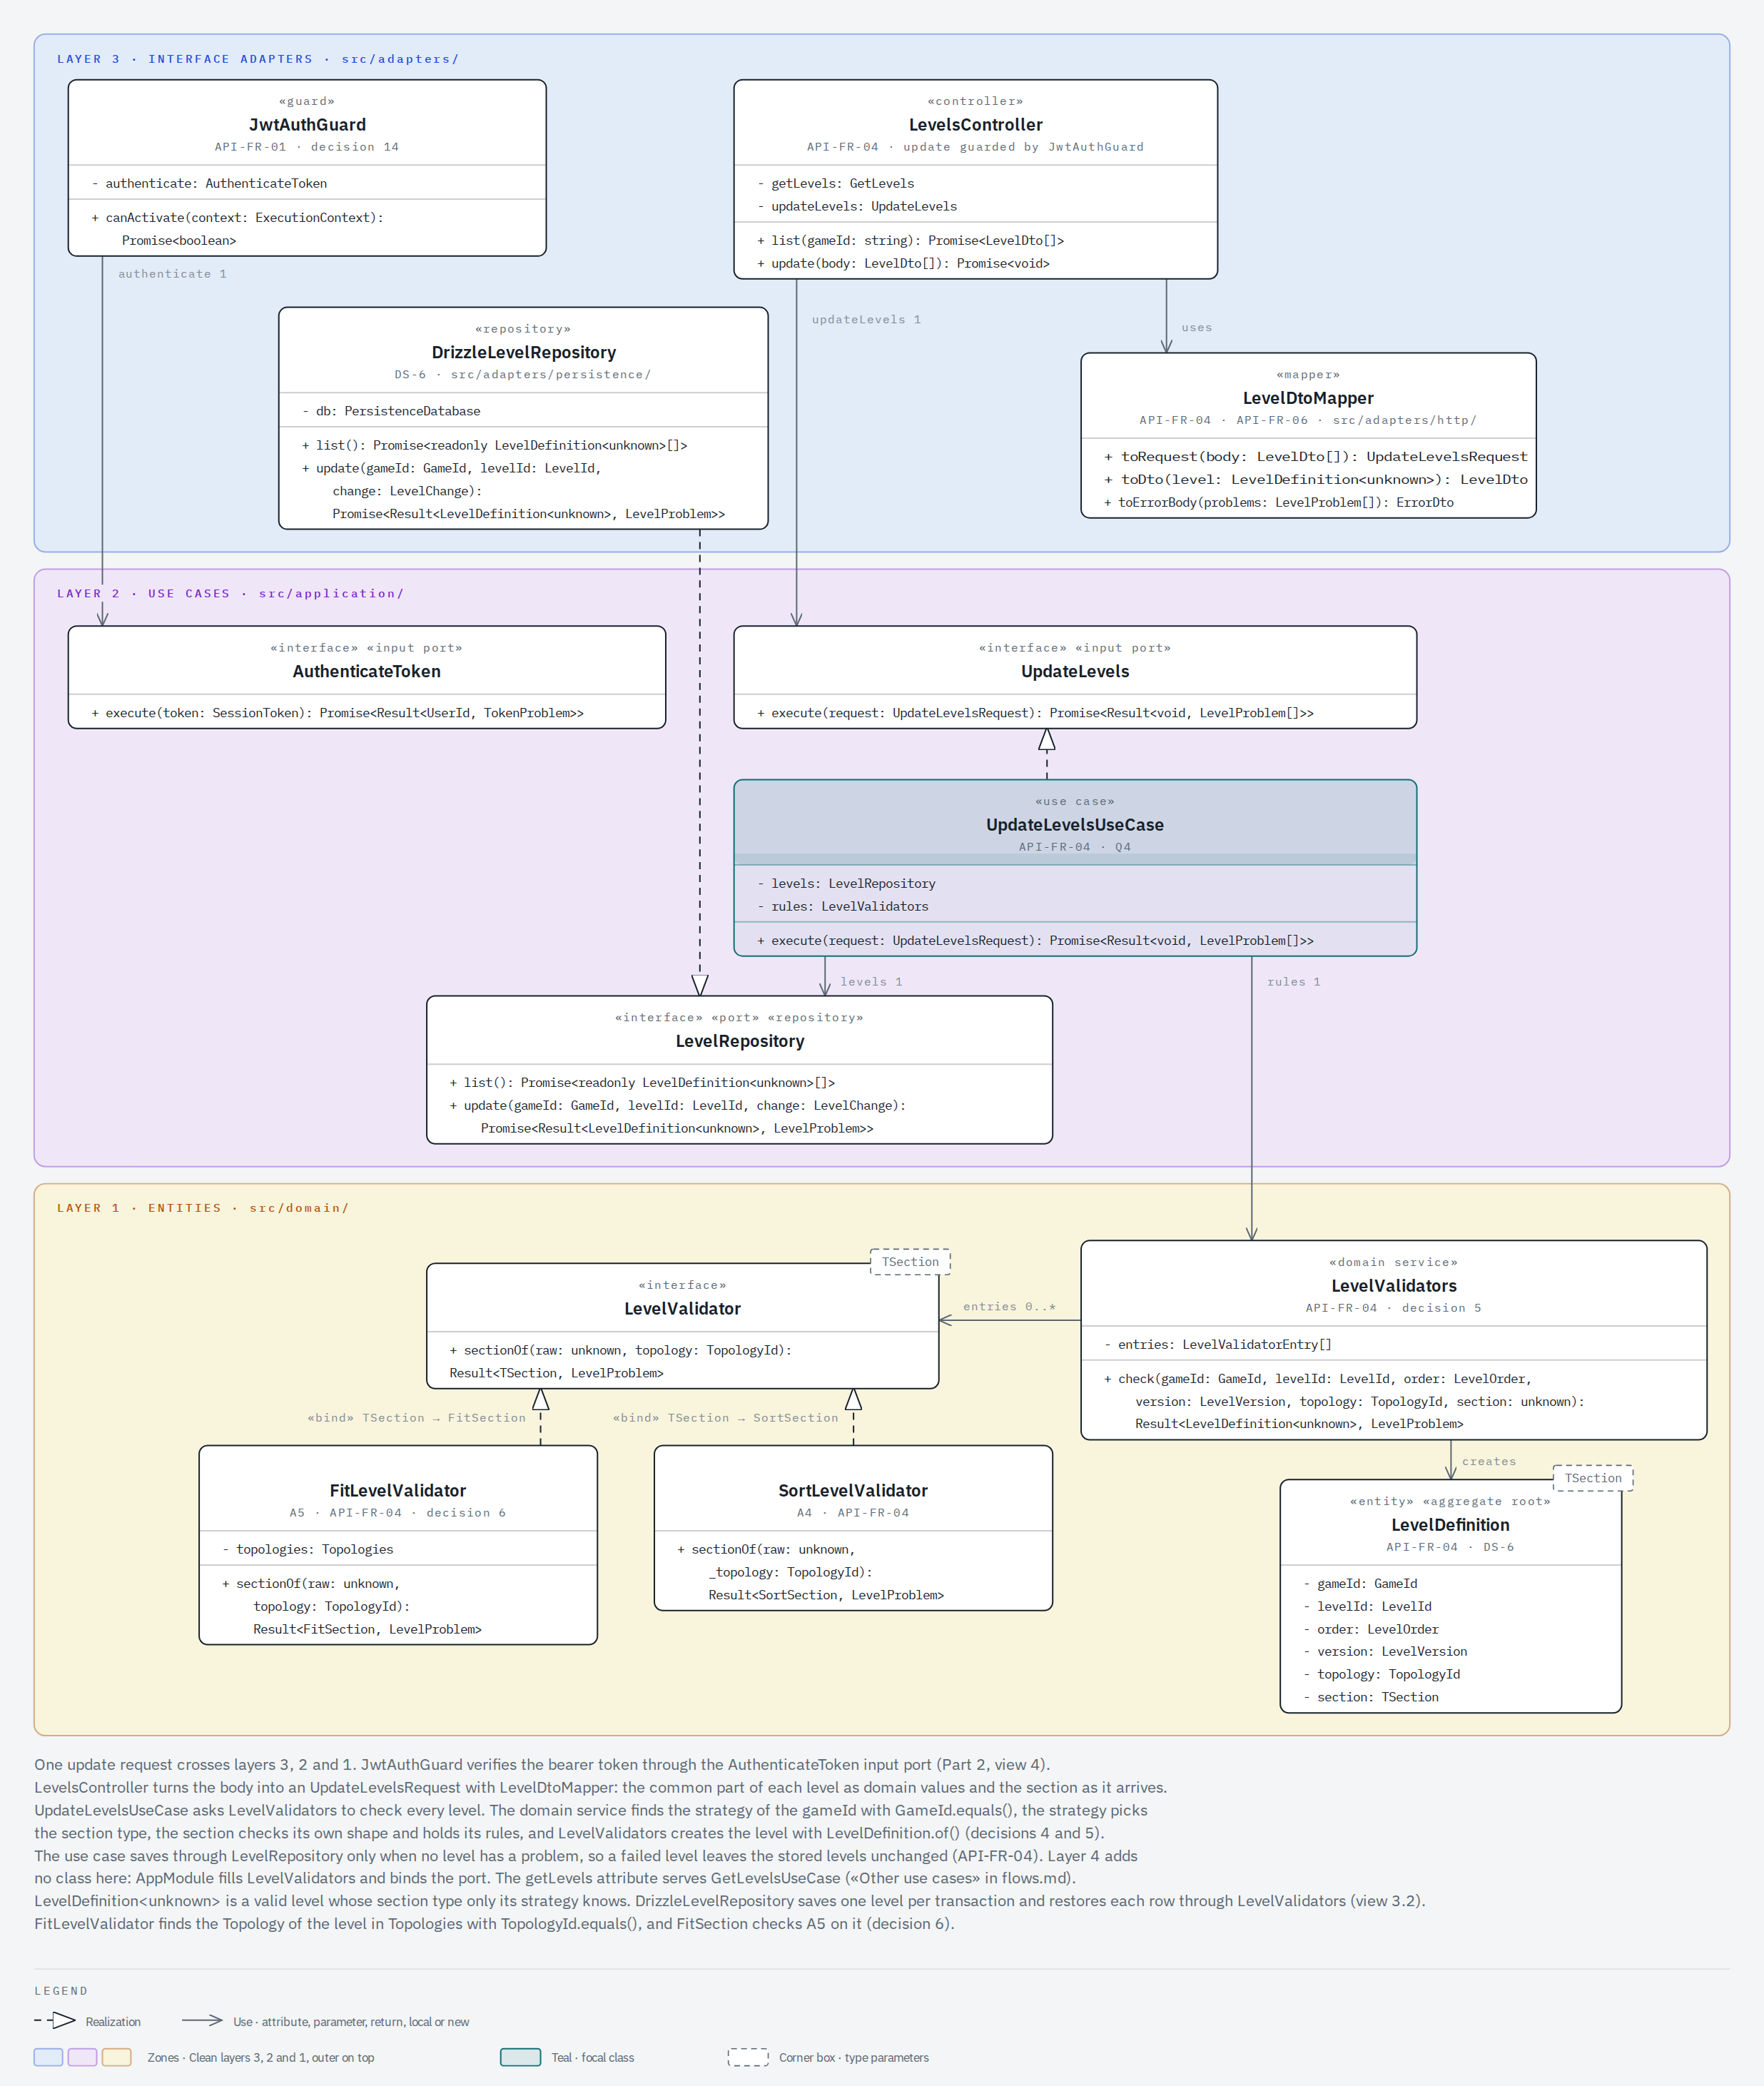 LAYER 3 · INTERFACE ADAPTERS · src/adapters/
«guard»
JwtAuthGuard
API-FR-01 · decision 14
- authenticate: AuthenticateToken
+ canActivate(context: ExecutionContext):
Promise<boolean>
authenticate 1
«controller»
LevelsController
API-FR-04 · update guarded by JwtAuthGuard
- getLevels: GetLevels
- updateLevels: UpdateLevels
+ list(gameId: string): Promise<LevelDto[]>
+ update(body: LevelDto[]): Promise<void>
updateLevels 1
uses
«repository»
DrizzleLevelRepository
DS-6 · src/adapters/persistence/
- db: PersistenceDatabase
+ list(): Promise<readonly LevelDefinition<unknown>[]>
+ update(gameId: GameId, levelId: LevelId,
change: LevelChange):
Promise<Result<LevelDefinition<unknown>, LevelProblem>>
«mapper»
LevelDtoMapper
API-FR-04 · API-FR-06 · src/adapters/http/
+ toRequest(body: LevelDto[]): UpdateLevelsRequest
+ toDto(level: LevelDefinition<unknown>): LevelDto
+ toErrorBody(problems: LevelProblem[]): ErrorDto
LAYER 2 · USE CASES · src/application/
«interface» «input port»
AuthenticateToken
+ execute(token: SessionToken): Promise<Result<UserId, TokenProblem>>
«interface» «input port»
UpdateLevels
+ execute(request: UpdateLevelsRequest): Promise<Result<void, LevelProblem[]>>
«use case»
UpdateLevelsUseCase
API-FR-04 · Q4
- levels: LevelRepository
- rules: LevelValidators
+ execute(request: UpdateLevelsRequest): Promise<Result<void, LevelProblem[]>>
levels 1
rules 1
«interface» «port» «repository»
LevelRepository
+ list(): Promise<readonly LevelDefinition<unknown>[]>
+ update(gameId: GameId, levelId: LevelId, change: LevelChange):
Promise<Result<LevelDefinition<unknown>, LevelProblem>>
LAYER 1 · ENTITIES · src/domain/
TSection
«interface»
LevelValidator
+ sectionOf(raw: unknown, topology: TopologyId):
Result<TSection, LevelProblem>
entries 0..*
«domain service»
LevelValidators
API-FR-04 · decision 5
- entries: LevelValidatorEntry[]
+ check(gameId: GameId, levelId: LevelId, order: LevelOrder,
version: LevelVersion, topology: TopologyId, section: unknown):
Result<LevelDefinition<unknown>, LevelProblem>
«bind» TSection → FitSection
«bind» TSection → SortSection
creates
FitLevelValidator
A5 · API-FR-04 · decision 6
- topologies: Topologies
+ sectionOf(raw: unknown,
topology: TopologyId):
Result<FitSection, LevelProblem>
SortLevelValidator
A4 · API-FR-04
+ sectionOf(raw: unknown,
_topology: TopologyId):
Result<SortSection, LevelProblem>
TSection
«entity» «aggregate root»
LevelDefinition
API-FR-04 · DS-6
- gameId: GameId
- levelId: LevelId
- order: LevelOrder
- version: LevelVersion
- topology: TopologyId
- section: TSection
One update request crosses layers 3, 2 and 1. JwtAuthGuard verifies the bearer token through the AuthenticateToken input port (Part 2, view 4).
LevelsController turns the body into an UpdateLevelsRequest with LevelDtoMapper: the common part of each level as domain values and the section as it arrives.
UpdateLevelsUseCase asks LevelValidators to check every level. The domain service finds the strategy of the gameId with GameId.equals(), the strategy picks
the section type, the section checks its own shape and holds its rules, and LevelValidators creates the level with LevelDefinition.of() (decisions 4 and 5).
The use case saves through LevelRepository only when no level has a problem, so a failed level leaves the stored levels unchanged (API-FR-04). Layer 4 adds
no class here: AppModule fills LevelValidators and binds the port. The getLevels attribute serves GetLevelsUseCase («Other use cases» in flows.md).
LevelDefinition<unknown> is a valid level whose section type only its strategy knows. DrizzleLevelRepository saves one level per transaction and restores each row through LevelValidators (view 3.2).
FitLevelValidator finds the Topology of the level in Topologies with TopologyId.equals(), and FitSection checks A5 on it (decision 6).
LEGEND
Realization
Use · attribute, parameter, return, local or new
Zones · Clean layers 3, 2 and 1, outer on top
Teal · focal class
Corner box · type parameters